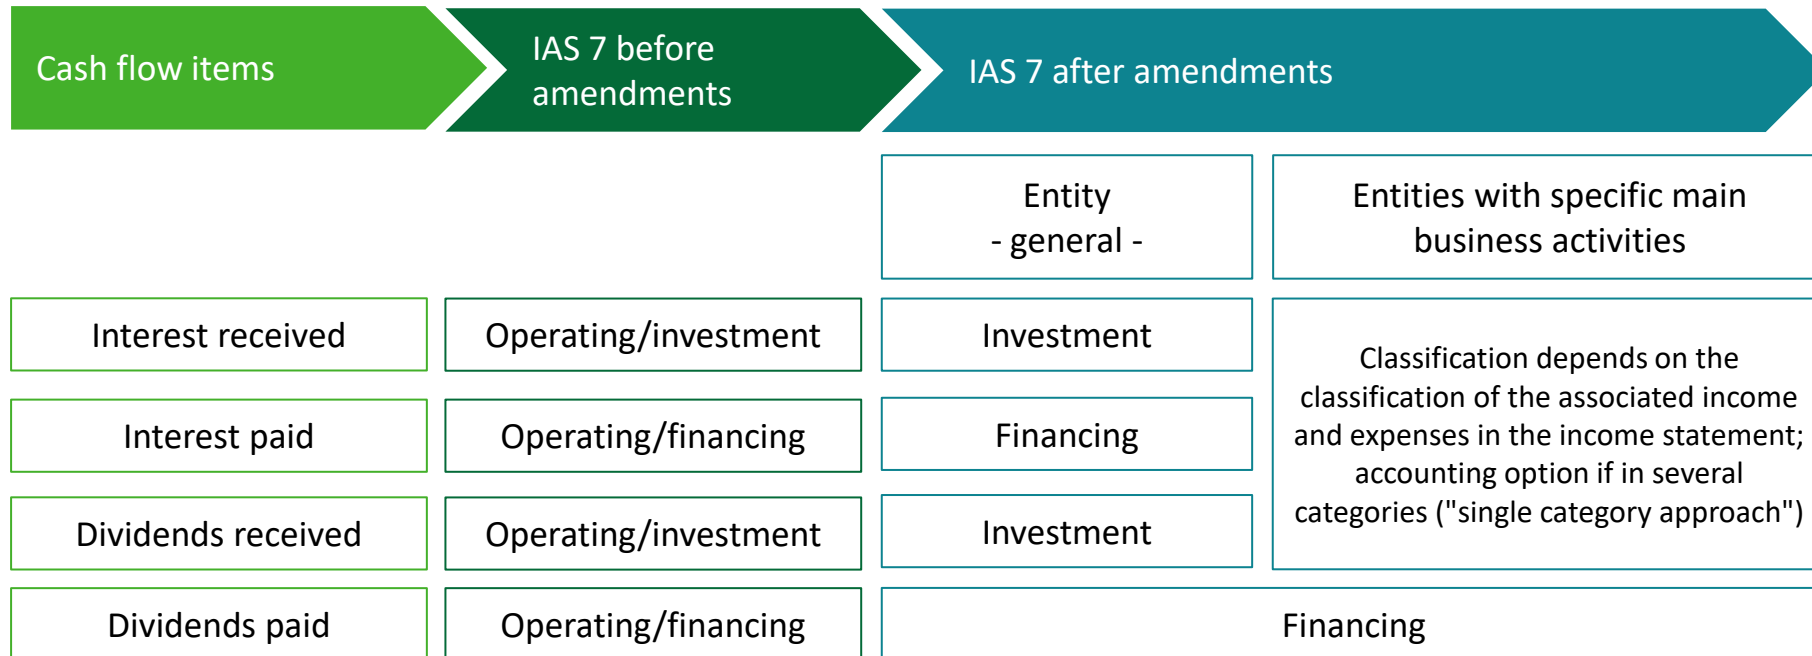 Cash flow items
IAS 7 before
amendments
IAS 7 after amendments
Entity
- general -
Entities with specific main
business activities
Interest received
Operating/investment
Investment
Classification depends on the
classification of the associated income
and expenses in the income statement;
accounting option if in several
categories ("single category approach")
Interest paid
Operating/financing
Financing
Dividends received
Operating/investment
Investment
Dividends paid
Operating/financing
Financing